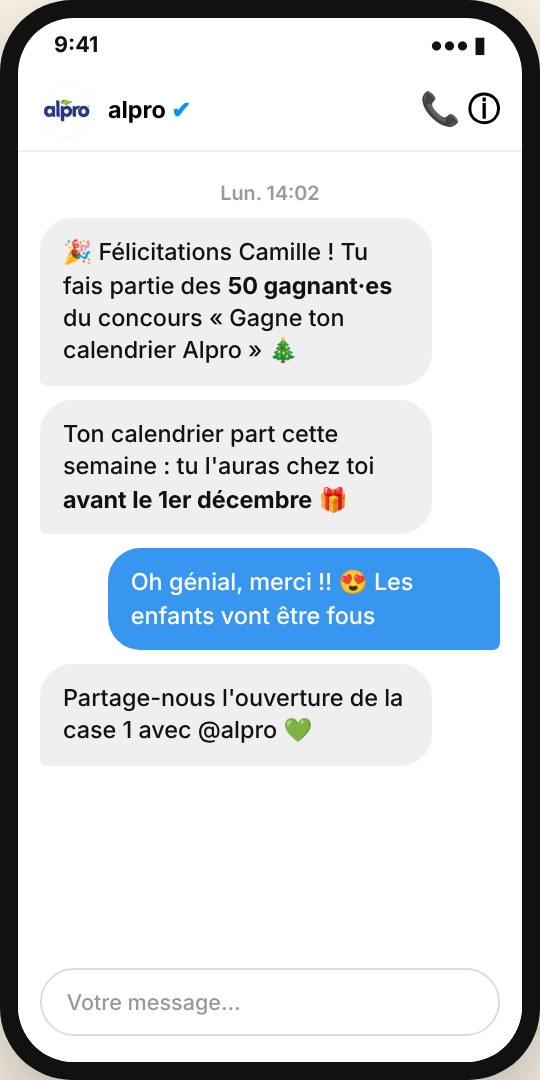 9:41
alpro
alpro ✔
Lun. 14:02
🎉 Félicitations Camille ! Tu
fais partie des 50 gagnant·es
du concours « Gagne ton
calendrier Alpro » 🎄
Ton calendrier part cette
semaine : tu l'auras chez toi
avant le 1er décembre 🎁
Oh génial, merci !! 😍 Les
enfants vont être fous
Partage-nous l'ouverture de la
case 1 avec @alpro 💚
Votre message...